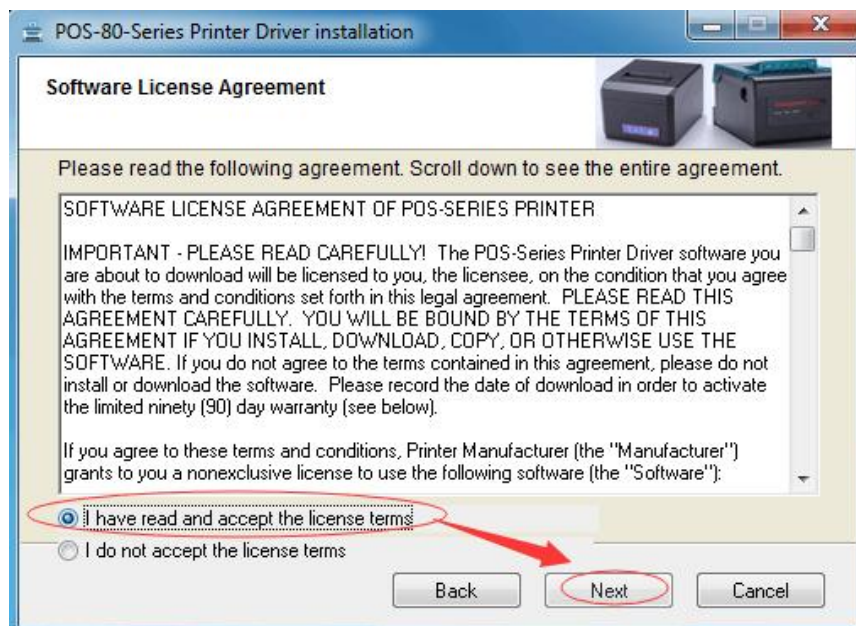 POS-80-Series Printer Driver installation
Software License Agreement
Please read the following agreement. Scroll down to see the entire agreement.
SOFTWARE LICENSE AGREEMENT OF POS-SERIES PRINTER
IMPORTANT - PLEASE READ CAREFULLY!  The POS-Series Printer Driver software you
are about to download will be licensed to you, the licensee, on the condition that you agree
with the terms and conditions set forth in this legal agreement.  PLEASE READ THIS
AGREEMENT CAREFULLY.  YOU WILL BE BOUND BY THE TERMS OF THIS
AGREEMENT IF YOU INSTALL, DOWNLOAD, COPY, OR OTHERWISE USE THE
SOFTWARE. If you do not agree to the terms contained in this agreement, please do not
install or download the software.  Please record the date of download in order to activate
the limited ninety (90) day warranty (see below).
If you agree to these terms and conditions, Printer Manufacturer (the "Manufacturer")
grants to you a nonexclusive license to use the following software (the "Software"):
I have read and accept the license terms
I do not accept the license terms
Back
Next
Cancel